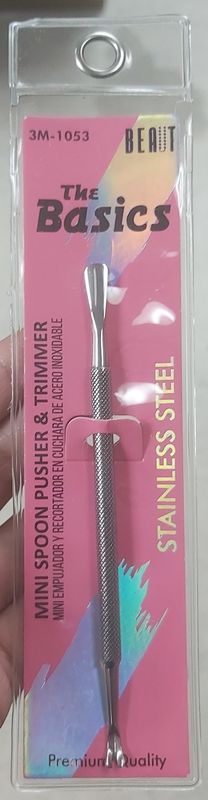 3M-1053
BEAUT
The
Basics
MINI SPOON PUSHER & TRIMMER
MINI EMPUJADOR Y RECORTADOR EN CUCHARA DE ACERO INOXIDABLE
STAINLESS STEEL
Premium Quality